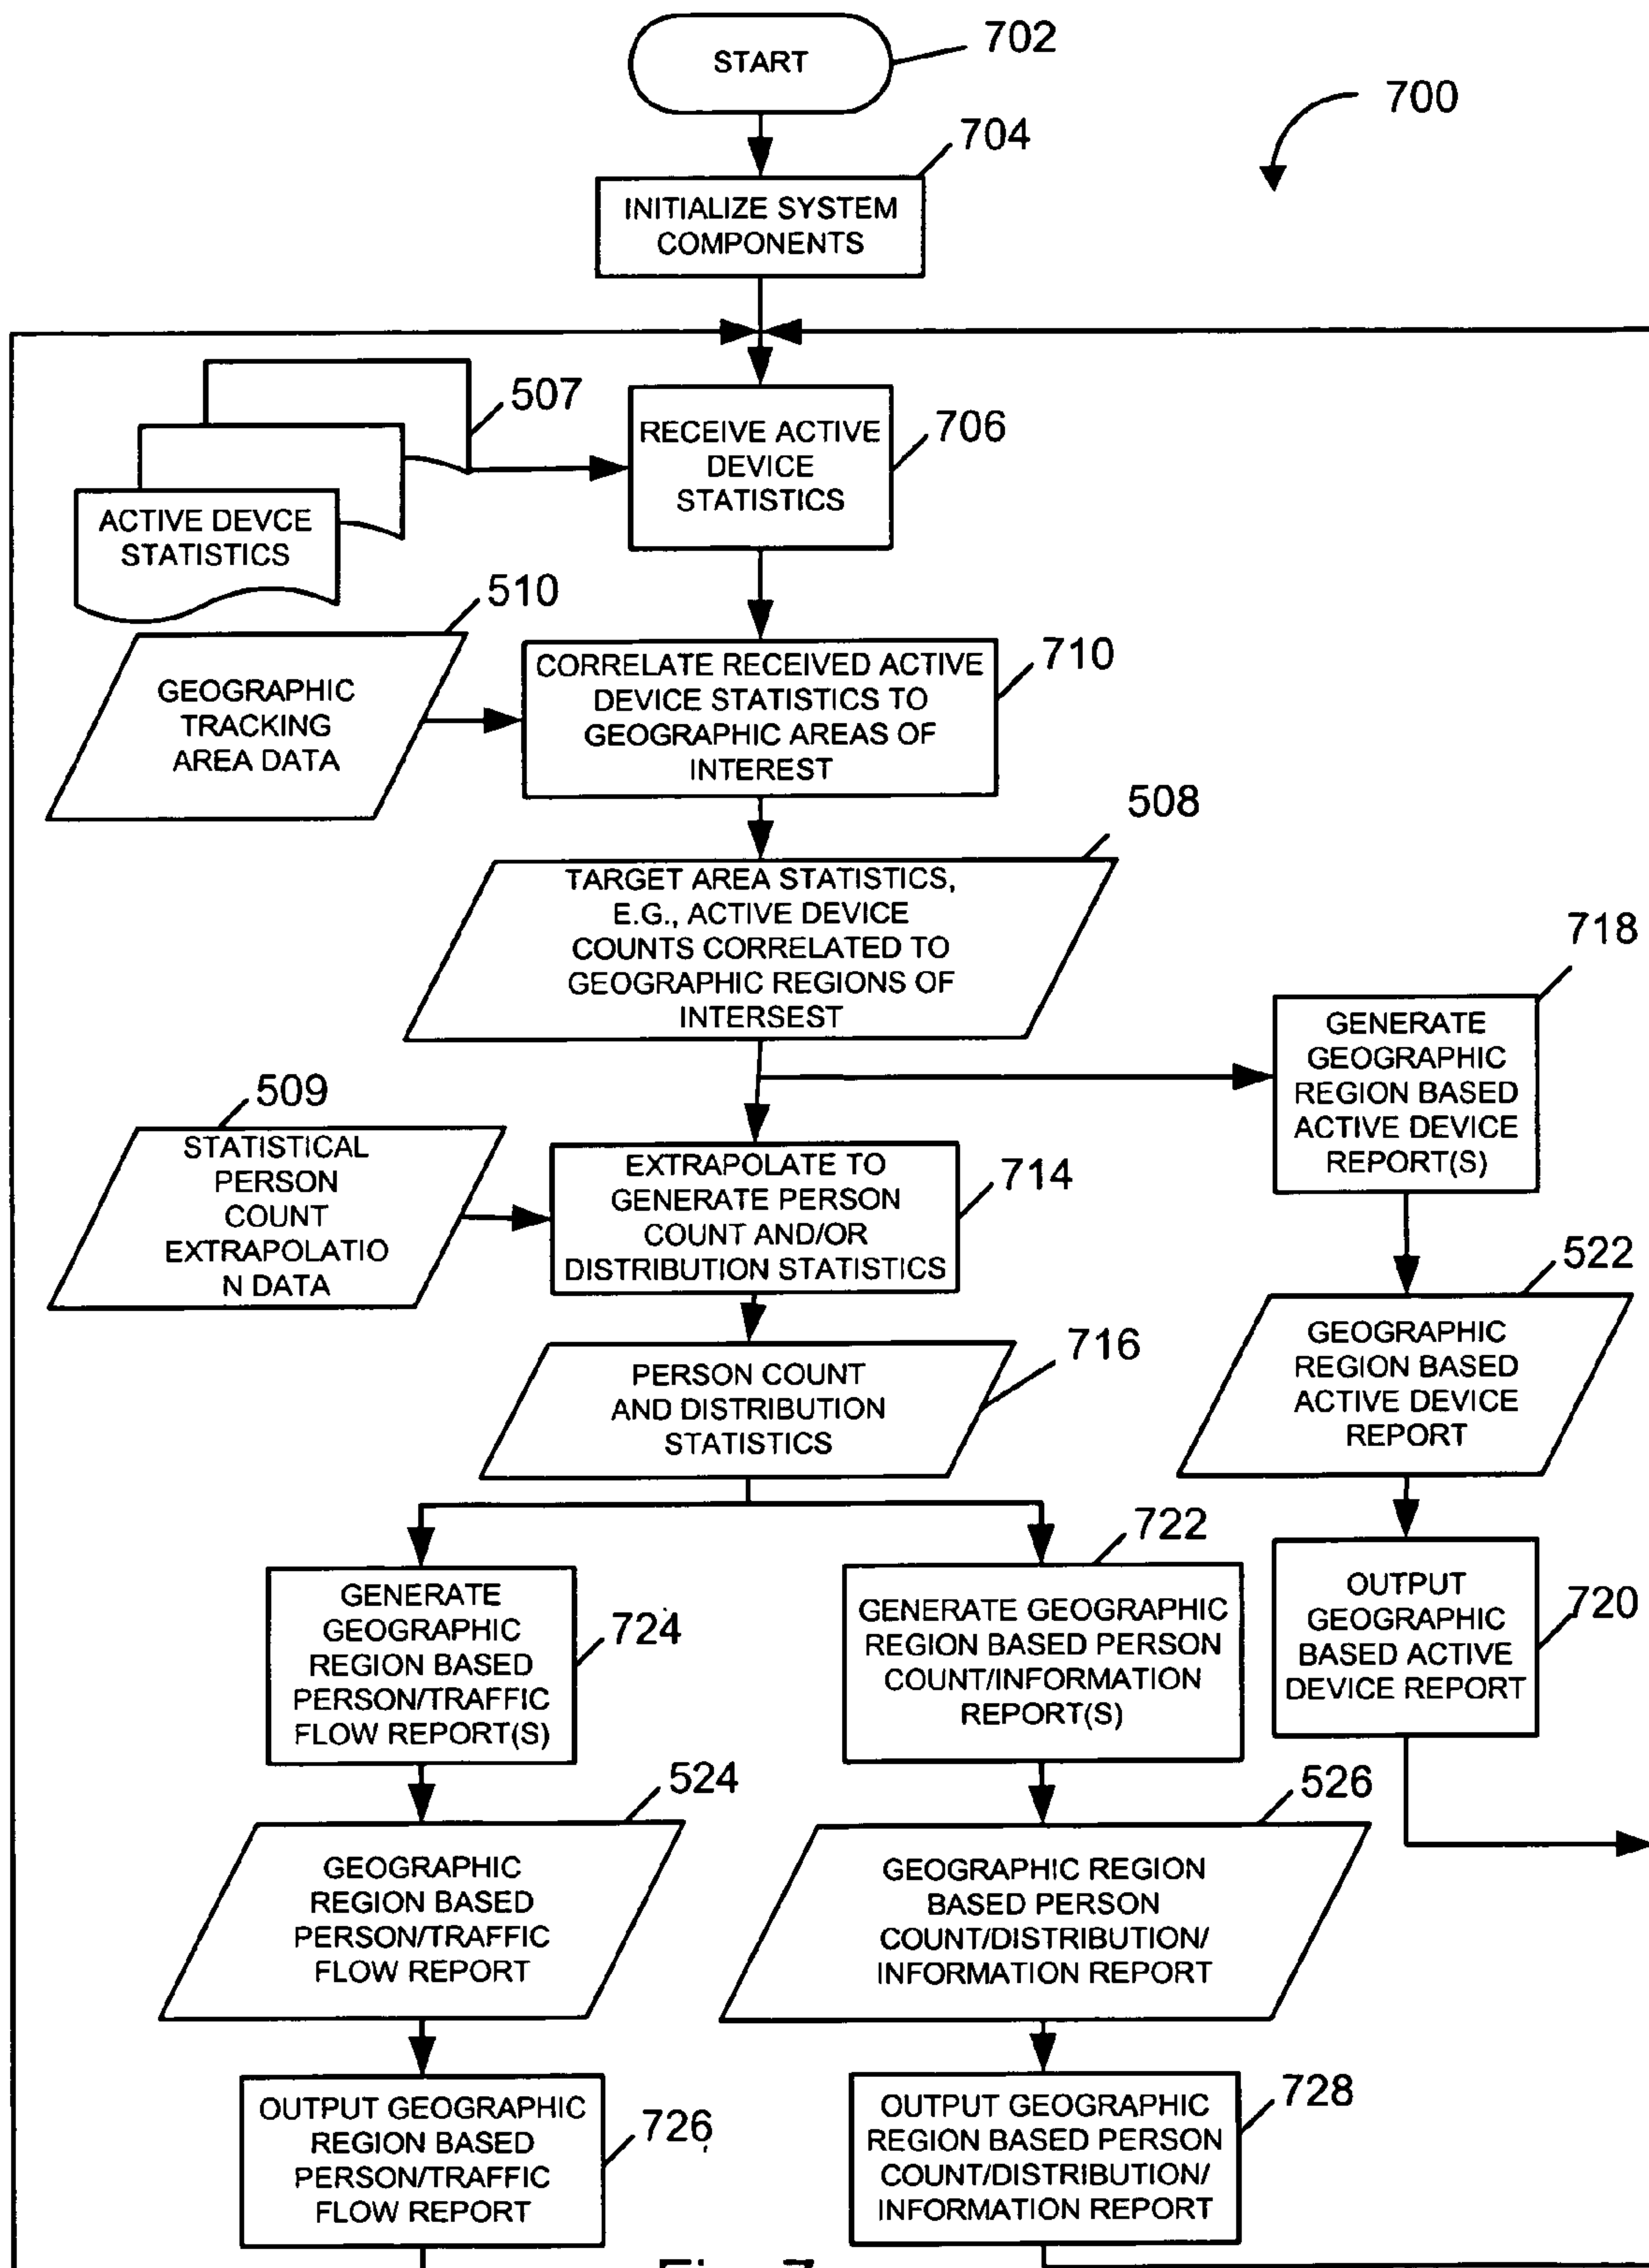 START
702
700
704
INITIALIZE SYSTEM
COMPONENTS
507
RECEIVE ACTIVE
DEVICE
STATISTICS
706
ACTIVE DEVCE
STATISTICS
510
GEOGRAPHIC
TRACKING
AREA DATA
CORRELATE RECEIVED ACTIVE
DEVICE STATISTICS TO
GEOGRAPHIC AREAS OF
INTEREST
710
508
TARGET AREA STATISTICS,
E.G., ACTIVE DEVICE
COUNTS CORRELATED TO
GEOGRAPHIC REGIONS OF
INTERSEST
718
GENERATE
GEOGRAPHIC
REGION BASED
ACTIVE DEVICE
REPORT(S)
509
STATISTICAL
PERSON
COUNT
EXTRAPOLATIO
N DATA
EXTRAPOLATE TO
GENERATE PERSON
COUNT AND/OR
DISTRIBUTION STATISTICS
714
522
GEOGRAPHIC
REGION BASED
ACTIVE DEVICE
REPORT
716
PERSON COUNT
AND DISTRIBUTION
STATISTICS
722
GENERATE
GEOGRAPHIC
REGION BASED
PERSON/TRAFFIC
FLOW REPORT(S)
724
GENERATE GEOGRAPHIC
REGION BASED PERSON
COUNT/INFORMATION
REPORT(S)
OUTPUT
GEOGRAPHIC
BASED ACTIVE
DEVICE REPORT
720
524
GEOGRAPHIC
REGION BASED
PERSON/TRAFFIC
FLOW REPORT
526
GEOGRAPHIC REGION
BASED PERSON
COUNT/DISTRIBUTION/
INFORMATION REPORT
OUTPUT GEOGRAPHIC
REGION BASED
PERSON/TRAFFIC
FLOW REPORT
726
OUTPUT GEOGRAPHIC
REGION BASED PERSON
COUNT/DISTRIBUTION/
INFORMATION REPORT
728